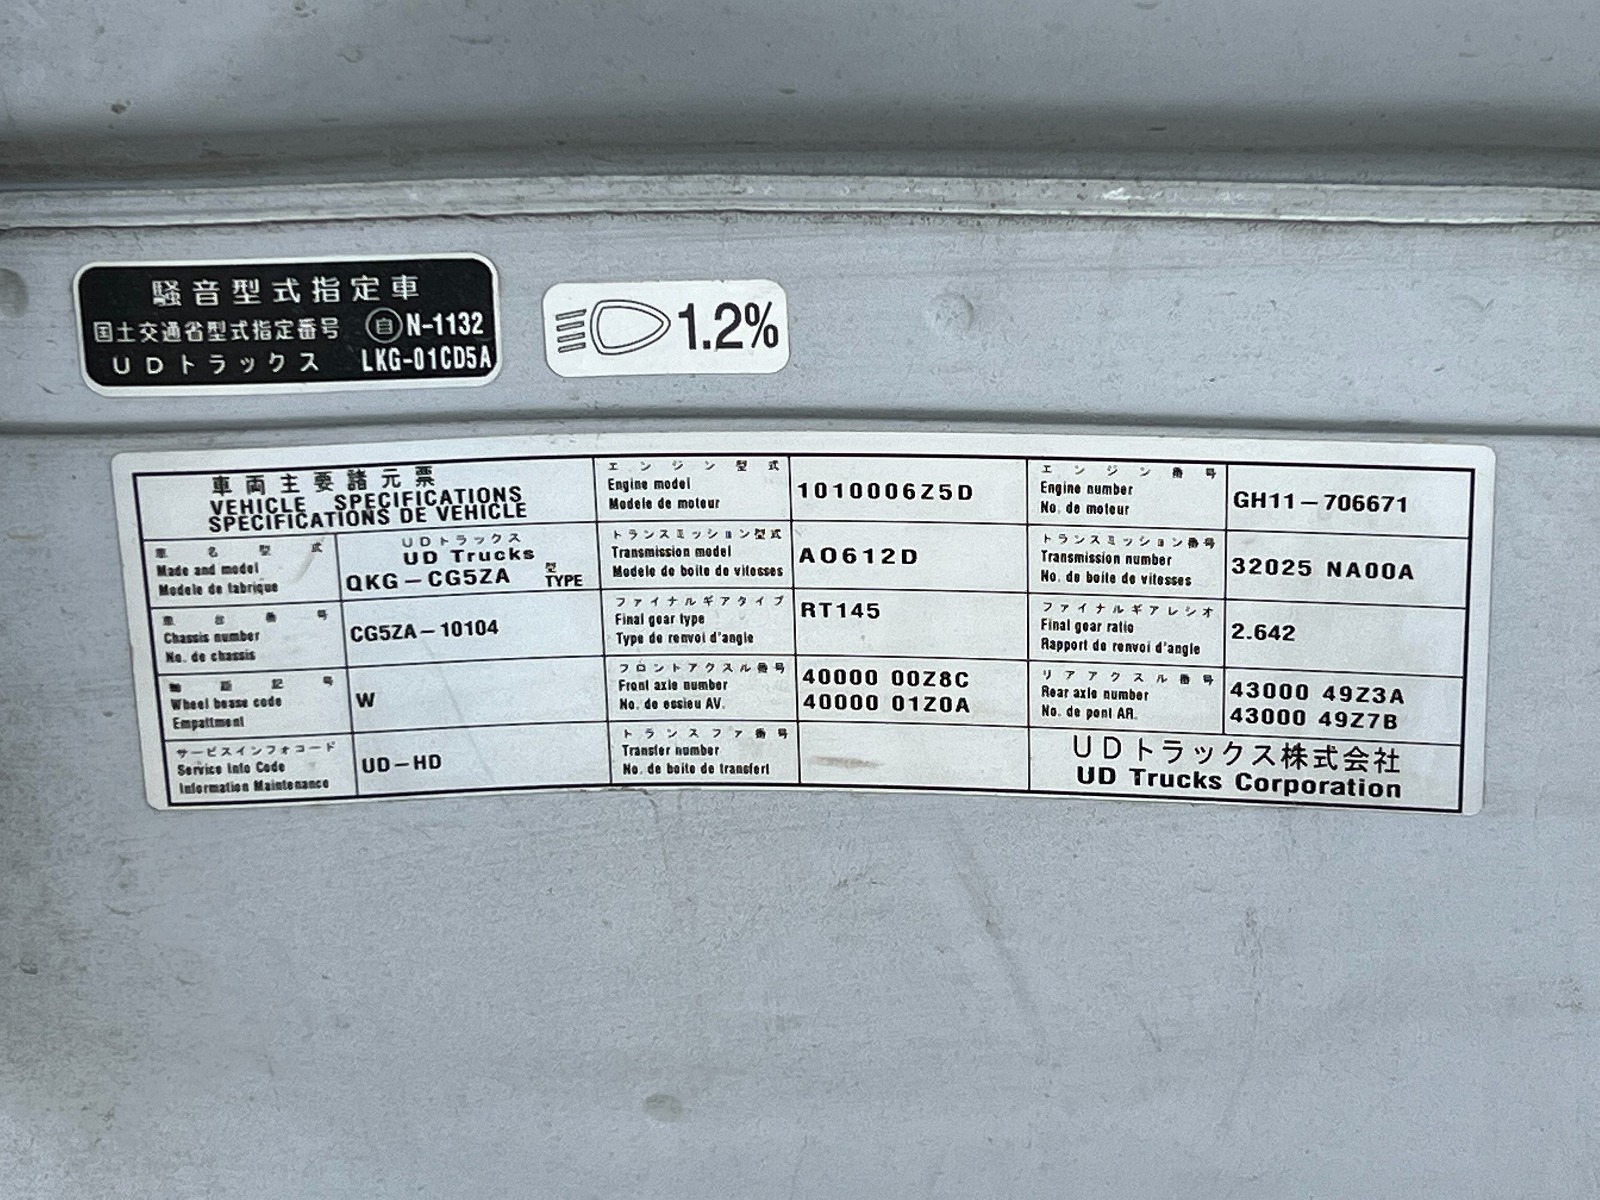 騒音型式指定車
国土交通省型式指定番号 自 N-1132
UDトラックス LKG-01CD5A
1.2%
車両主要諸元票
VEHICLE SPECIFICATIONS
SPECIFICATIONS DE VEHICLE
車名型式
Made and model
Modele de fabrique
UDトラックス
UD Trucks
QKG-CG5ZA 型 TYPE
車台番号
Chassis number
No. de chassis
CG5ZA-10104
軸距記号
Wheel bease code
Empattment
W
サービスインフォコード
Service Info Code
Information Maintenance
UD-HD
エンジン型式
Engine model
Modele de moteur
1010006Z5D
トランスミッション型式
Transmission model
Modele de boite de vitesses
A0612D
ファイナルギアタイプ
Final gear type
Type de renvoi d'angle
RT145
フロントアクスル番号
Front axle number
No. de essieu AV.
40000 00Z8C
40000 01Z0A
トランスファ番号
Transfer number
No. de boite de transfert
エンジン番号
Engine number
No. de moteur
GH11-706671
トランスミッション番号
Transmission number
No. de boite de vitesses
32025 NA00A
ファイナルギアレシオ
Final gear ratio
Rapport de renvoi d'angle
2.642
リアアクスル番号
Rear axle number
No. de pont AR.
43000 49Z3A
43000 49Z7B
UDトラックス株式会社
UD Trucks Corporation